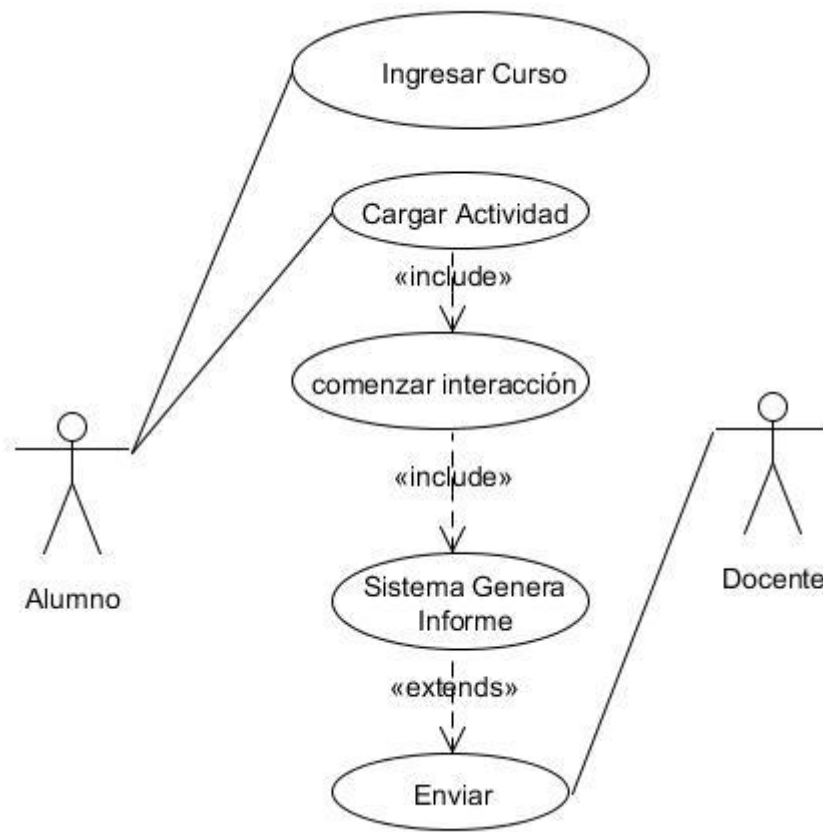 Ingresar Curso
Cargar Actividad
«include»
comenzar interacción
«include»
Alumno
Sistema Genera
Informe
Docente
«extends»
Enviar